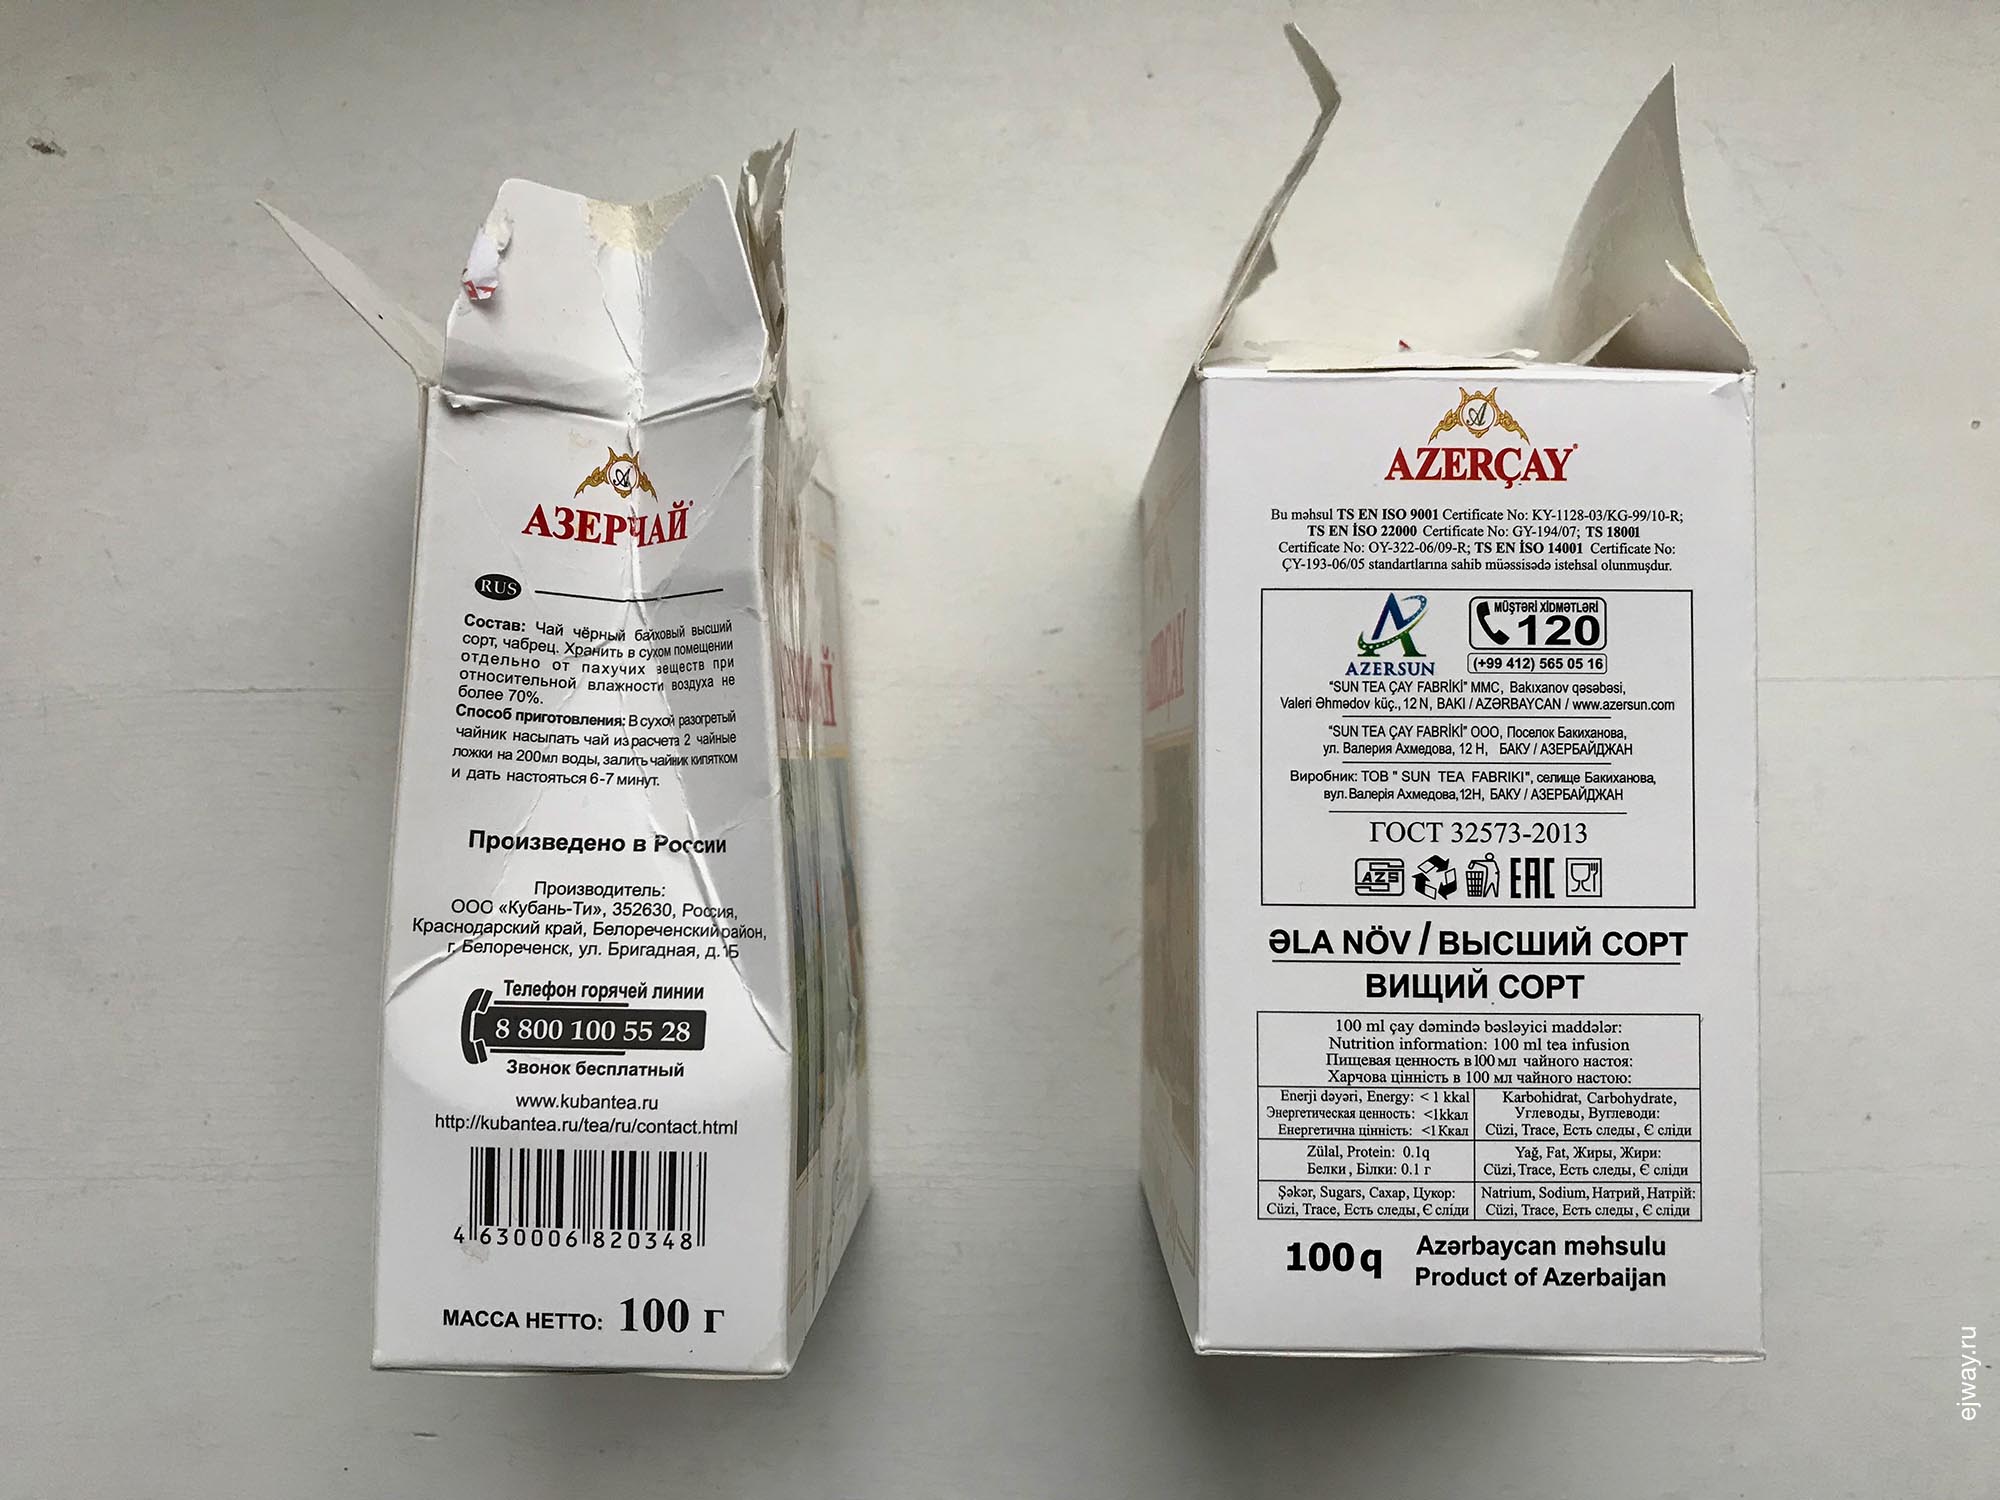 АЗЕРЧАЙ®
RUS
Состав: Чай чёрный байховый высший
сорт, чабрец. Хранить в сухом помещении
отдельно от пахучих веществ при
относительной влажности воздуха не
более 70%.
Способ приготовления: В сухой разогретый
чайник насыпать чай из расчета 2 чайные
ложки на 200мл воды, залить чайник кипятком
и дать настояться 6-7 минут.
Произведено в России
Производитель:
ООО «Кубань-Ти», 352630, Россия,
Краснодарский край, Белореченский район,
г. Белореченск, ул. Бригадная, д.1Б
Телефон горячей линии
8 800 100 55 28
Звонок бесплатный
www.kubantea.ru
http://kubantea.ru/tea/ru/contact.html
4 630006 820348
МАССА НЕТТО: 100 г
AZERÇAY®
Bu məhsul TS EN ISO 9001 Certificate No: KY-1128-03/KG-99/10-R;
TS EN İSO 22000 Certificate No: GY-194/07; TS 18001
Certificate No: OY-322-06/09-R; TS EN İSO 14001 Certificate No:
ÇY-193-06/05 standartlarına sahib müəssisədə istehsal olunmuşdur.
AZERSUN
MÜŞTƏRİ XİDMƏTLƏRİ
120
(+99 412) 565 05 16
"SUN TEA ÇAY FABRİKİ" MMC, Bakıxanov qəsəbəsi,
Valeri Əhmədov küç., 12 N, BAKI / AZƏRBAYCAN / www.azersun.com
"SUN TEA ÇAY FABRİKİ" ООО, Поселок Бакиханова,
ул. Валерия Ахмедова, 12 Н, БАКУ / АЗЕРБАЙДЖАН
Виробник: ТОВ " SUN TEA FABRIKI", селище Бакиханова,
вул. Валерія Ахмедова,12Н, БАКУ / АЗЕРБАЙДЖАН
ГОСТ 32573-2013
AZS
EAC
ƏLA NÖV / ВЫСШИЙ СОРТ
ВИЩИЙ СОРТ
100 ml çay dəmində bəsləyici maddələr:
Nutrition information: 100 ml tea infusion
Пищевая ценность в 100 мл чайного настоя:
Харчова цінність в 100 мл чайного настою:
Enerji dəyəri, Energy: < 1 kkal
Энергетическая ценность: <1ккал
Енергетична цінність: <1Ккал
Karbohidrat, Carbohydrate,
Углеводы, Вуглеводи:
Cüzi, Trace, Есть следы, Є сліди
Zülal, Protein: 0.1q
Белки, Білки: 0.1 г
Yağ, Fat, Жиры, Жири:
Cüzi, Trace, Есть следы, Є сліди
Şəkər, Sugars, Сахар, Цукор:
Cüzi, Trace, Есть следы, Є сліди
Natrium, Sodium, Натрий, Натрій:
Cüzi, Trace, Есть следы, Є сліди
100 q
Azərbaycan məhsulu
Product of Azerbaijan
ejway.ru